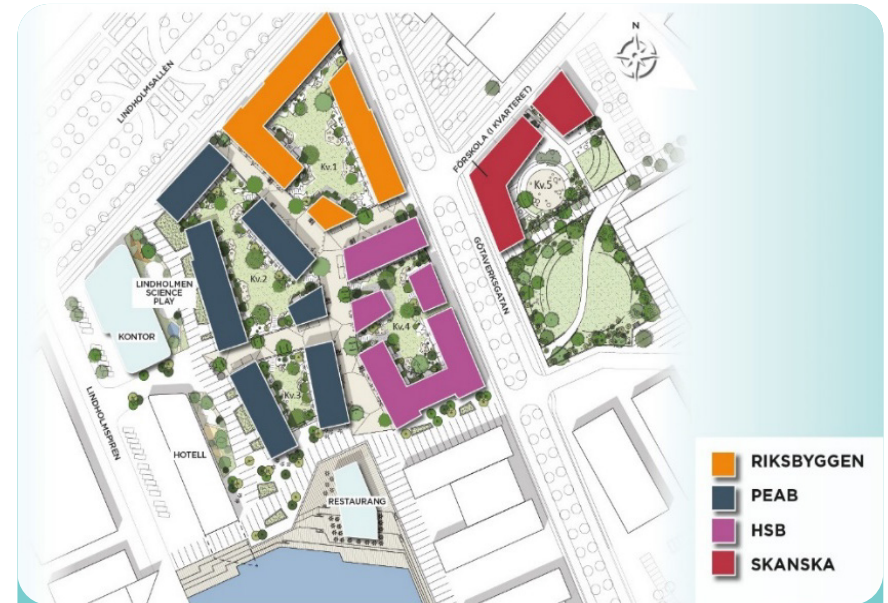 LINDHOLMSALLÉN
N
FÖRSKOLA (I KVARTERET)
Kv.1
Kv.5
GÖTAVERKSGATAN
Kv.2
LINDHOLMEN
SCIENCE
PLAY
KONTOR
Kv.4
LINDHOLMSPIREN
Kv.3
HOTELL
RESTAURANG
RIKSBYGGEN
PEAB
HSB
SKANSKA